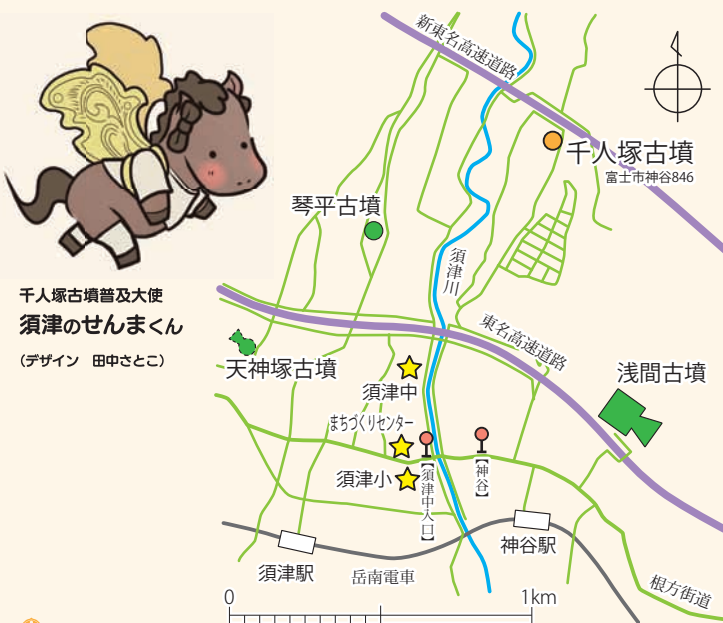 新東名高速道路
千人塚古墳
富士市神谷846
琴平古墳
須津川
千人塚古墳普及大使
須津のせんまくん
（デザイン　田中さとこ）
東名高速道路
天神塚古墳
浅間古墳
須津中
まちづくりセンター
須津小
【須津中入口】
【神谷】
神谷駅
須津駅
岳南電車
根方街道
0
1km